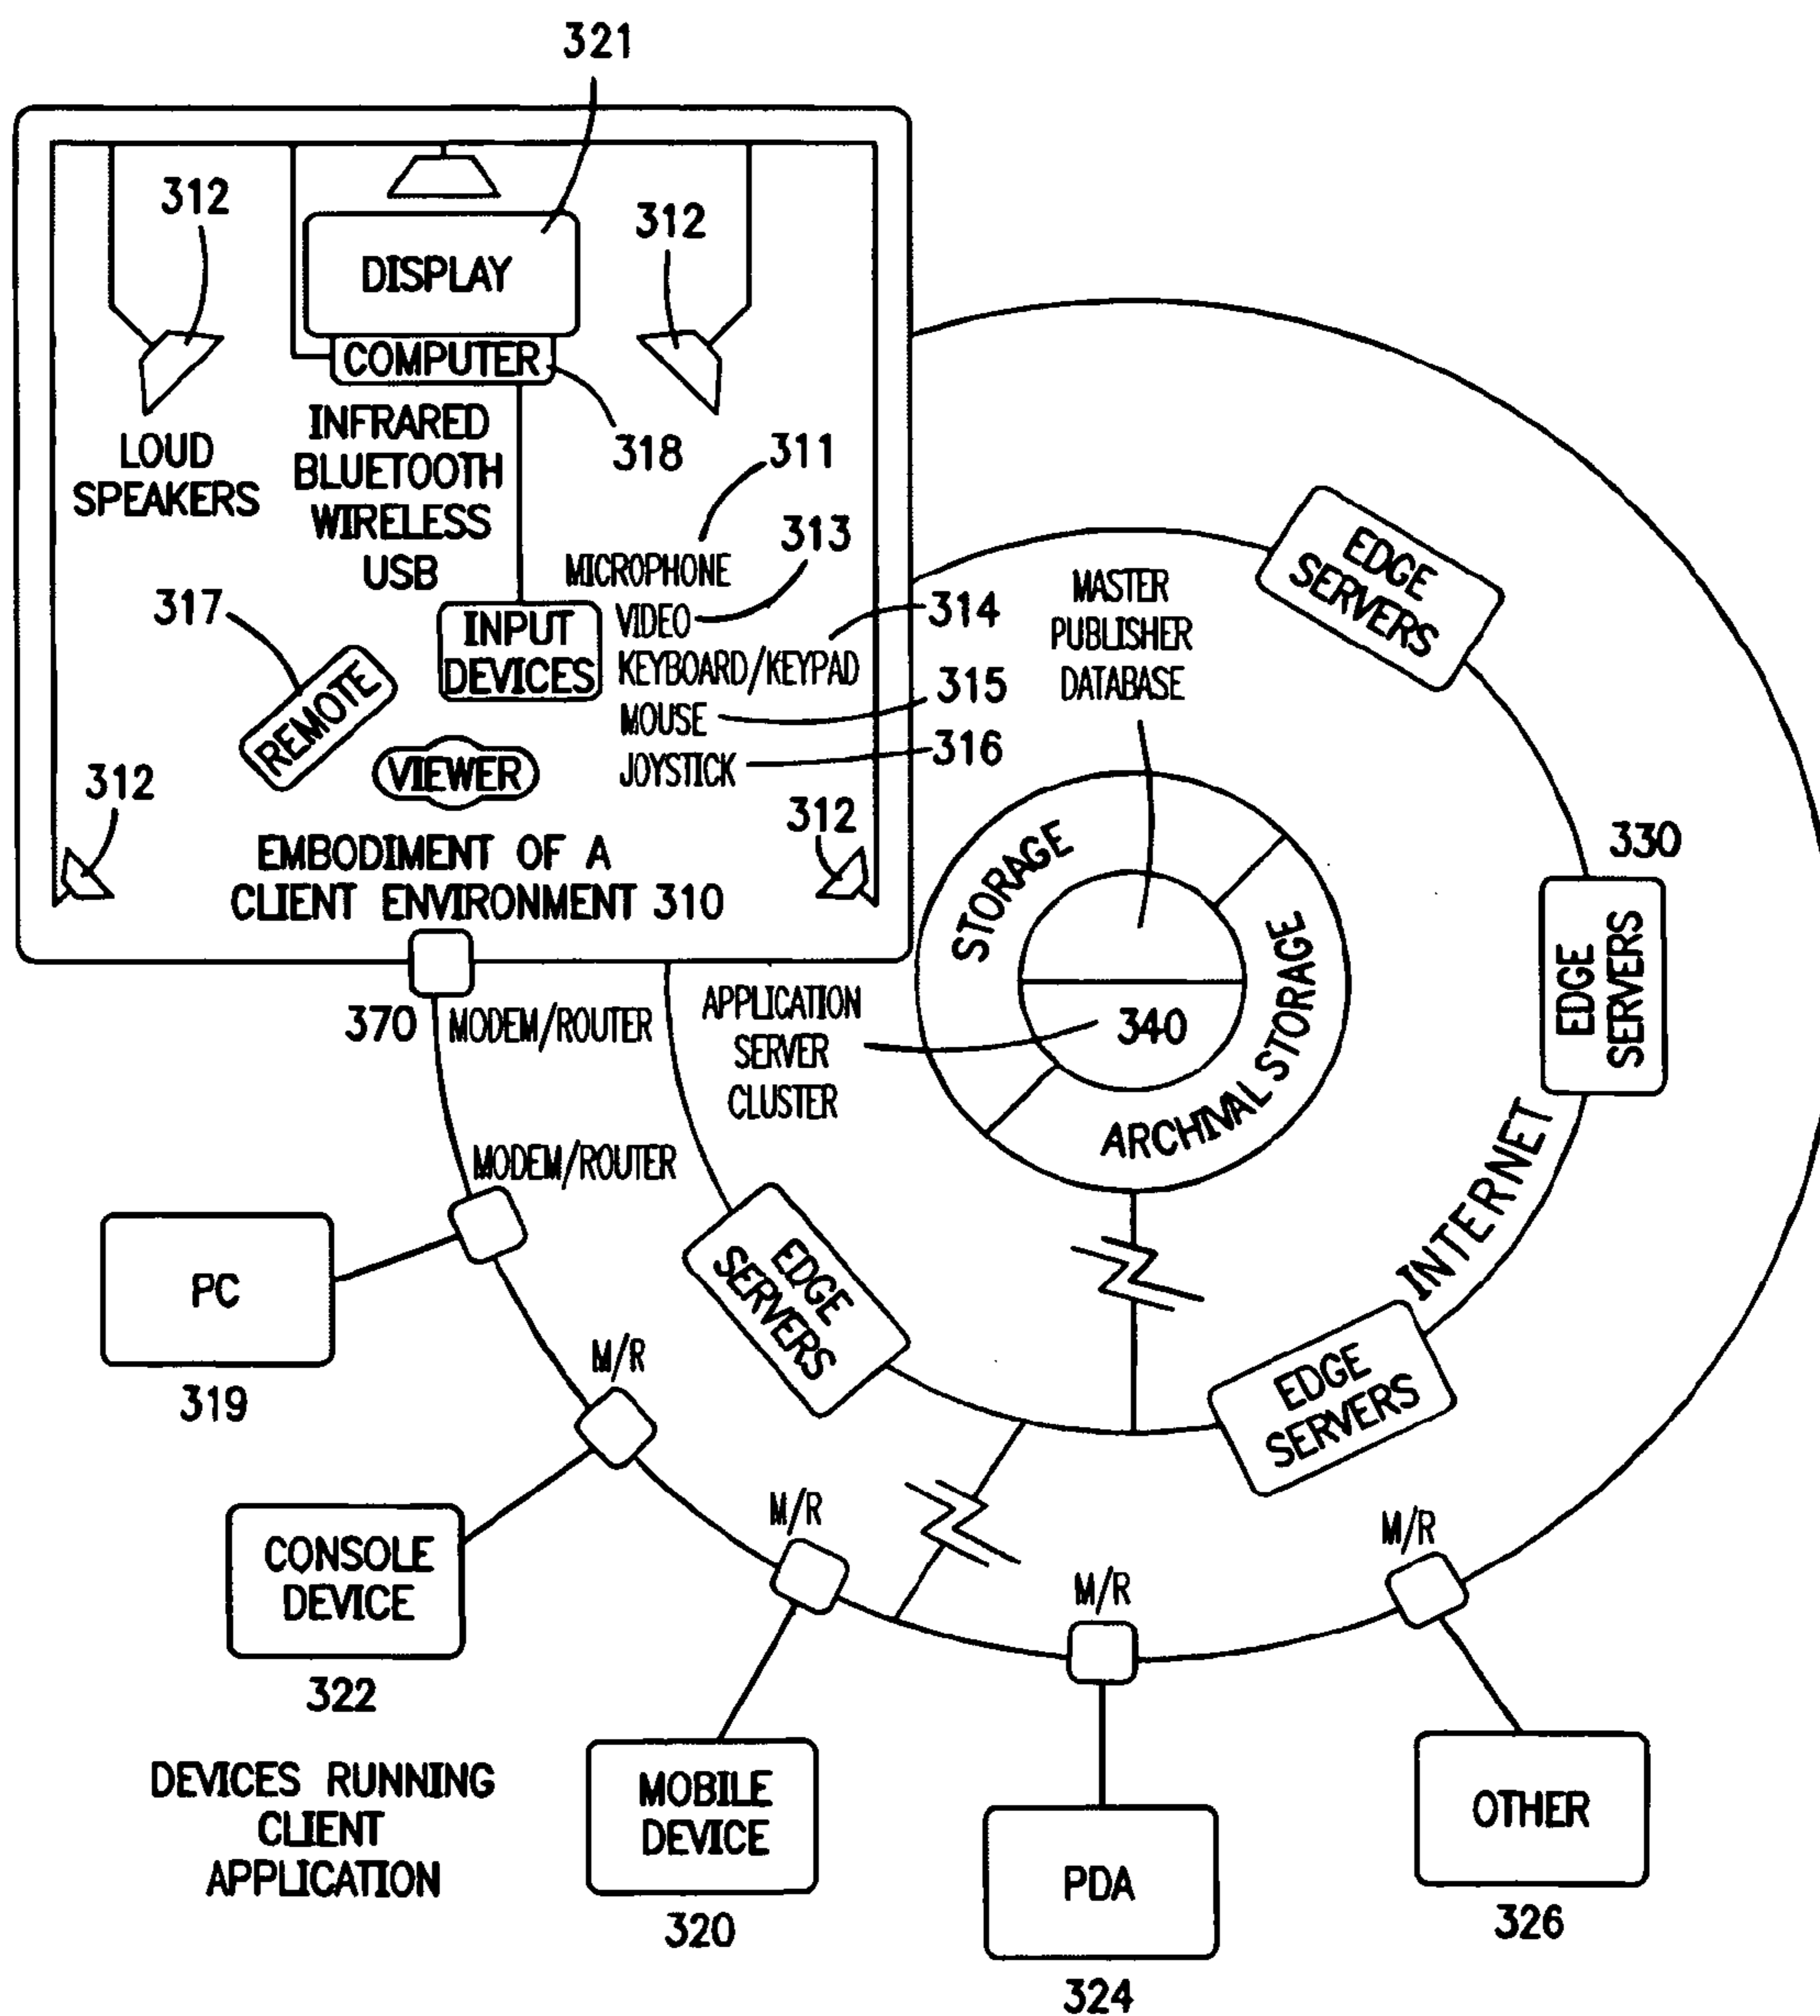 321
312
312
DISPLAY
COMPUTER
318
LOUD
SPEAKERS
INFRARED
BLUETOOTH
WIRELESS
USB
311
MICROPHONE
313
VIDEO
314
KEYBOARD/KEYPAD
315
MOUSE
316
JOYSTICK
INPUT
DEVICES
317
REMOTE
VIEWER
312
312
EMBODIMENT OF A
CLIENT ENVIRONMENT 310
MASTER
PUBLISHER
DATABASE
EDGE
SERVERS
330
EDGE
SERVERS
STORAGE
ARCHIVAL STORAGE
340
APPLICATION
SERVER
CLUSTER
370
MODEM/ROUTER
MODEM/ROUTER
INTERNET
EDGE
SERVERS
EDGE
SERVERS
PC
319
M/R
CONSOLE
DEVICE
322
M/R
MOBILE
DEVICE
320
M/R
PDA
324
M/R
OTHER
326
DEVICES RUNNING
CLIENT
APPLICATION